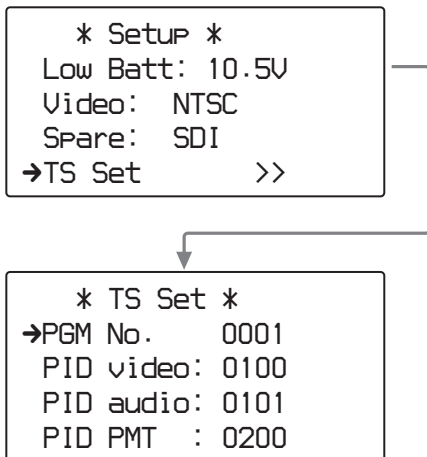 * Setup *
Low Batt: 10.5V
Video: NTSC
Spare: SDI
→TS Set >>
* TS Set *
→PGM No. 0001
PID video: 0100
PID audio: 0101
PID PMT : 0200